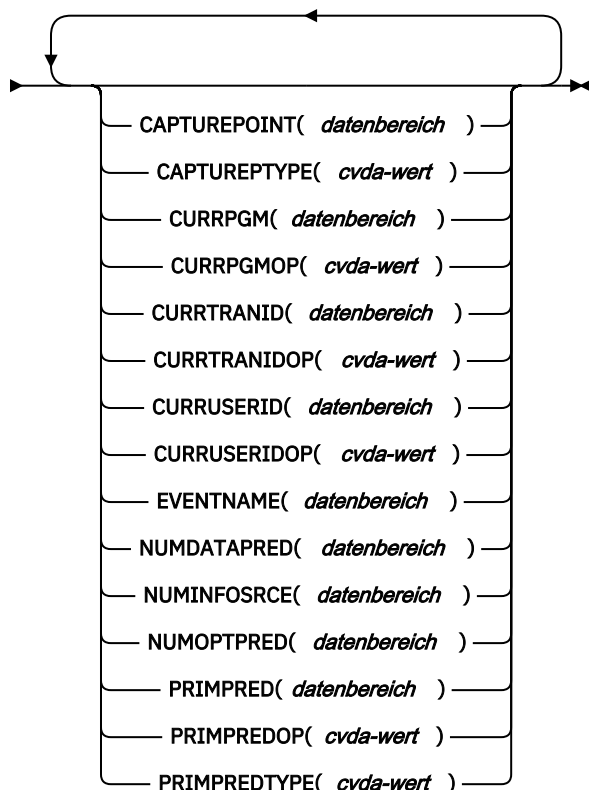 CAPTUREPOINT( datenbereich )
CAPTUREPTYPE( cvda-wert )
CURRPGM( datenbereich )
CURRPGMOP( cvda-wert )
CURRTRANID( datenbereich )
CURRTRANIDOP( cvda-wert )
CURRUSERID( datenbereich )
CURRUSERIDOP( cvda-wert )
EVENTNAME( datenbereich )
NUMDATAPRED( datenbereich )
NUMINFOSRCE( datenbereich )
NUMOPTPRED( datenbereich )
PRIMPRED( datenbereich )
PRIMPREDOP( cvda-wert )
PRIMPREDTYPE( cvda-wert )